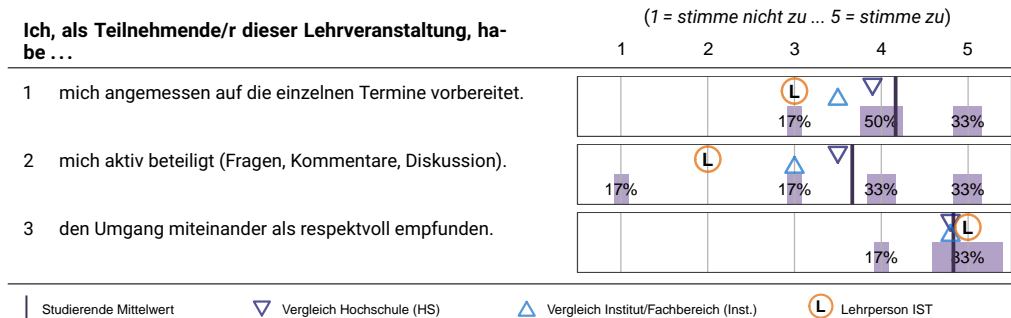 (1 = stimme nicht zu ... 5 = stimme zu)
Ich, als Teilnehmende/r dieser Lehrveranstaltung, ha-
be ...
1 2 3 4 5
1 mich angemessen auf die einzelnen Termine vorbereitet.
L
17% 50% 33%
2 mich aktiv beteiligt (Fragen, Kommentare, Diskussion).
L
17% 17% 33% 33%
3 den Umgang miteinander als respektvoll empfunden.
L
17% 83%
Studierende Mittelwert Vergleich Hochschule (HS) Vergleich Institut/Fachbereich (Inst.) L Lehrperson IST